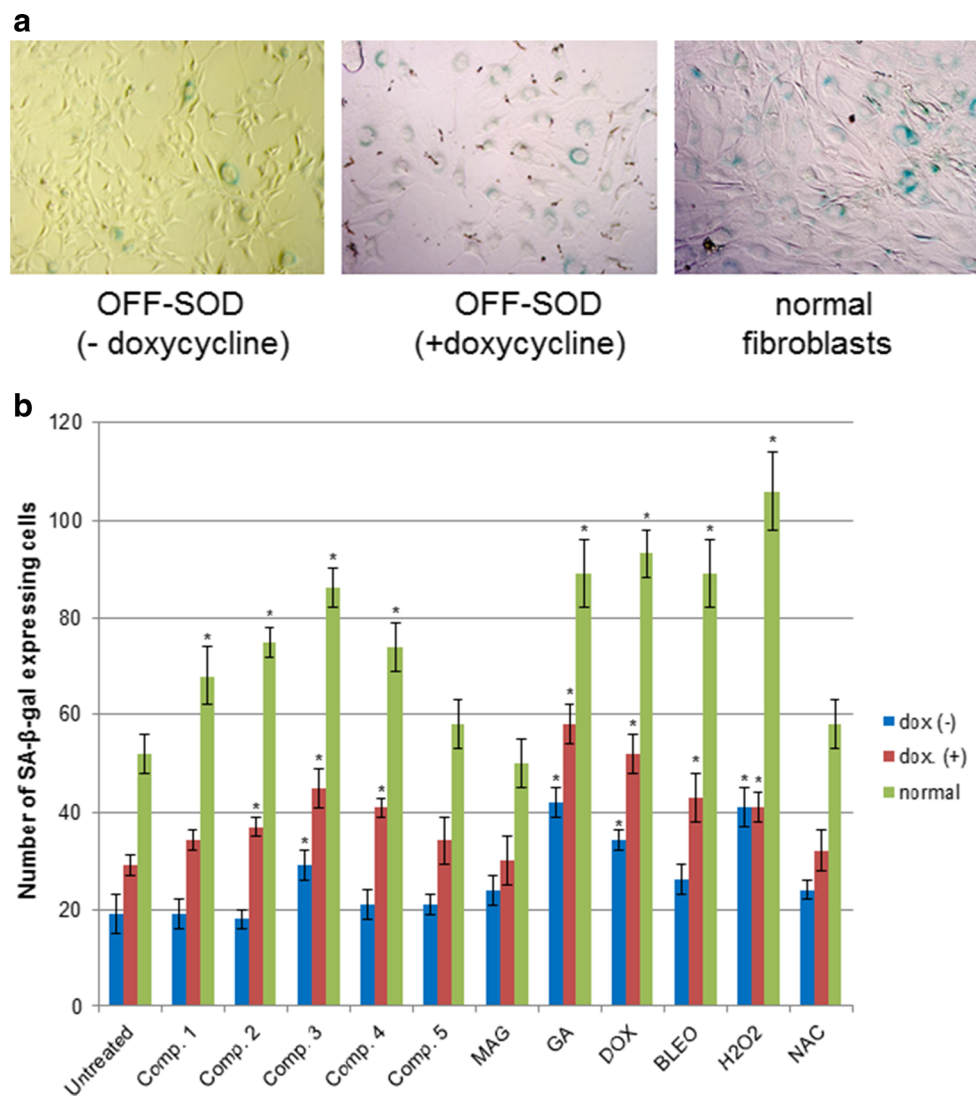 a
OFF-SOD
(- doxycycline)
OFF-SOD
(+doxycycline)
normal
fibroblasts
b
Number of SA-β-gal expressing cells
120
100
80
60
40
20
0
* * * * * * * * * * * * * * * * * *
Untreated
Comp. 1
Comp. 2
Comp. 3
Comp. 4
Comp. 5
MAG
GA
DOX
BLEO
H2O2
NAC
dox (-)
dox. (+)
normal